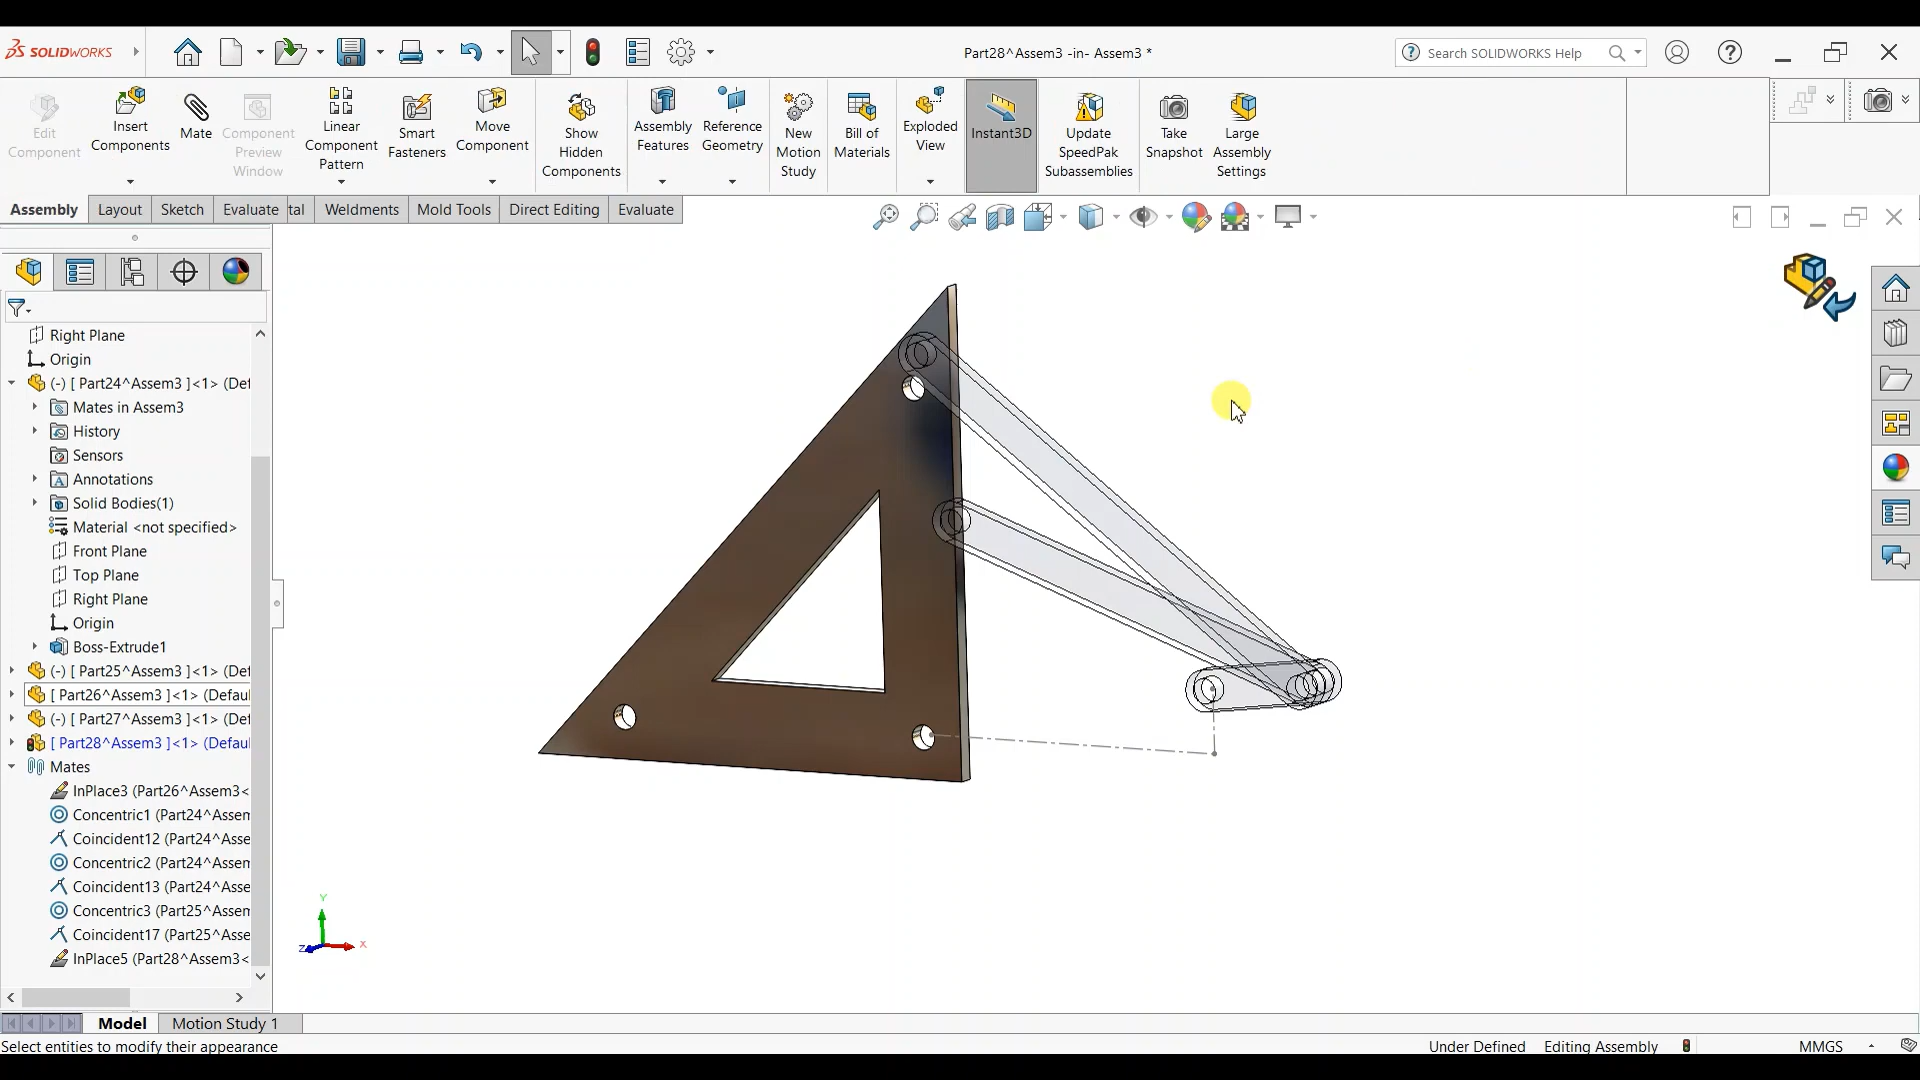 SOLIDWORKS
Part28^Assem3 -in- Assem3 *
Search SOLIDWORKS Help
Edit Component
Insert Components
Mate
Component Preview Window
Linear Component Pattern
Smart Fasteners
Move Component
Show Hidden Components
Assembly Features
Reference Geometry
New Motion Study
Bill of Materials
Exploded View
Instant3D
Update SpeedPak Subassemblies
Take Snapshot
Large Assembly Settings
Assembly
Layout
Sketch
Evaluate
tal
Weldments
Mold Tools
Direct Editing
Evaluate
Right Plane
Origin
(-) [ Part24^Assem3 ]<1> (Def
Mates in Assem3
History
Sensors
Annotations
Solid Bodies(1)
Material <not specified>
Front Plane
Top Plane
Right Plane
Origin
Boss-Extrude1
(-) [ Part25^Assem3 ]<1> (Def
[ Part26^Assem3 ]<1> (Defaul
(-) [ Part27^Assem3 ]<1> (Def
[ Part28^Assem3 ]<1> (Defaul
Mates
InPlace3 (Part26^Assem3<
Concentric1 (Part24^Assem
Coincident12 (Part24^Asse
Concentric2 (Part24^Assem
Coincident13 (Part24^Asse
Concentric3 (Part25^Assem
Coincident17 (Part25^Asse
InPlace5 (Part28^Assem3<
Y
Z
X
Model
Motion Study 1
Select entities to modify their appearance
Under Defined
Editing Assembly
MMGS